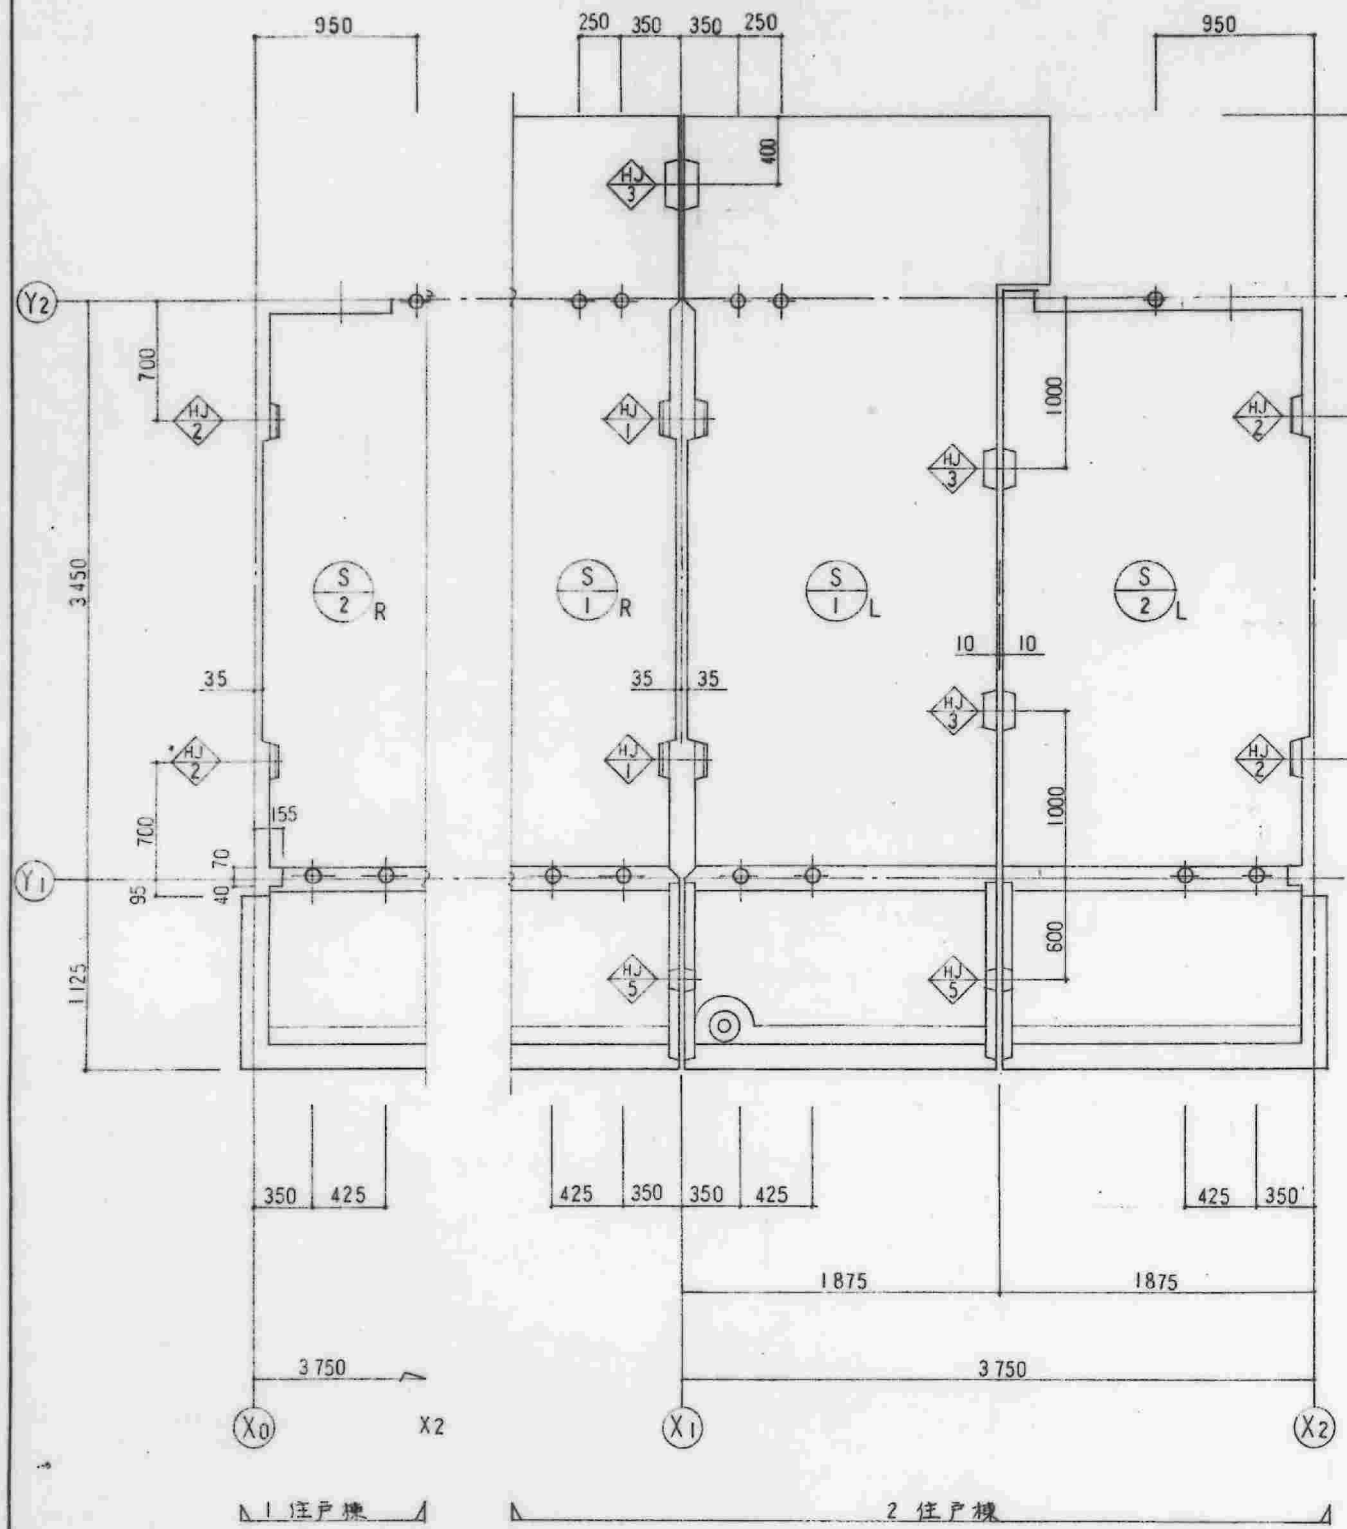 950
250 350 350 250
950
400
HJ 3
Y2
700
HJ 2
HJ 1
1000
HJ 2
HJ 3
3450
S 2 R
S 1 R
S 1 L
S 2 L
10 10
35
35 35
HJ 3
HJ 2
HJ 1
HJ 2
155
700
1000
70
Y1
95
40
600
HJ 5
HJ 5
1125
350 425
425 350 350 425
425 350
1875
1875
3750
3750
X0
X2
X1
X2
1 住戸棟
2 住戸棟